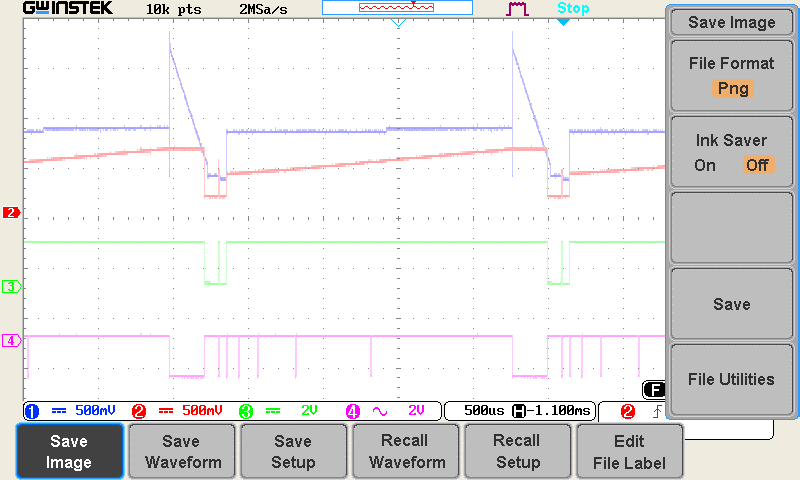 GWINSTEK 10k pts 2MSa/s Stop
Save Image
File Format
Png
Ink Saver
On Off
Save
File Utilities
2
3
4
F
1 500mV 2 500mV 3 2V 4 2V 500us H -1.100ms 2
Save Image
Save Waveform
Save Setup
Recall Waveform
Recall Setup
Edit File Label